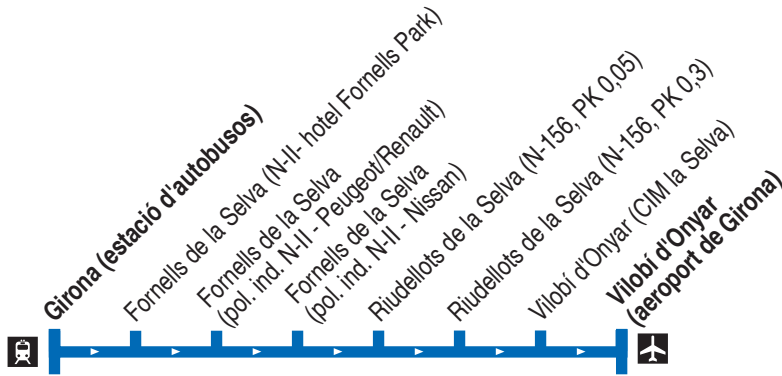 Girona (estació d'autobusos)
Fornells de la Selva (N-II- hotel Fornells Park)
Fornells de la Selva
(pol. ind. N-II - Peugeot/Renault)
Fornells de la Selva
(pol. ind. N-II - Nissan)
Riudellots de la Selva (N-156, PK 0,05)
Riudellots de la Selva (N-156, PK 0,3)
Vilobí d'Onyar (CIM la Selva)
Vilobí d'Onyar
(aeroport de Girona)